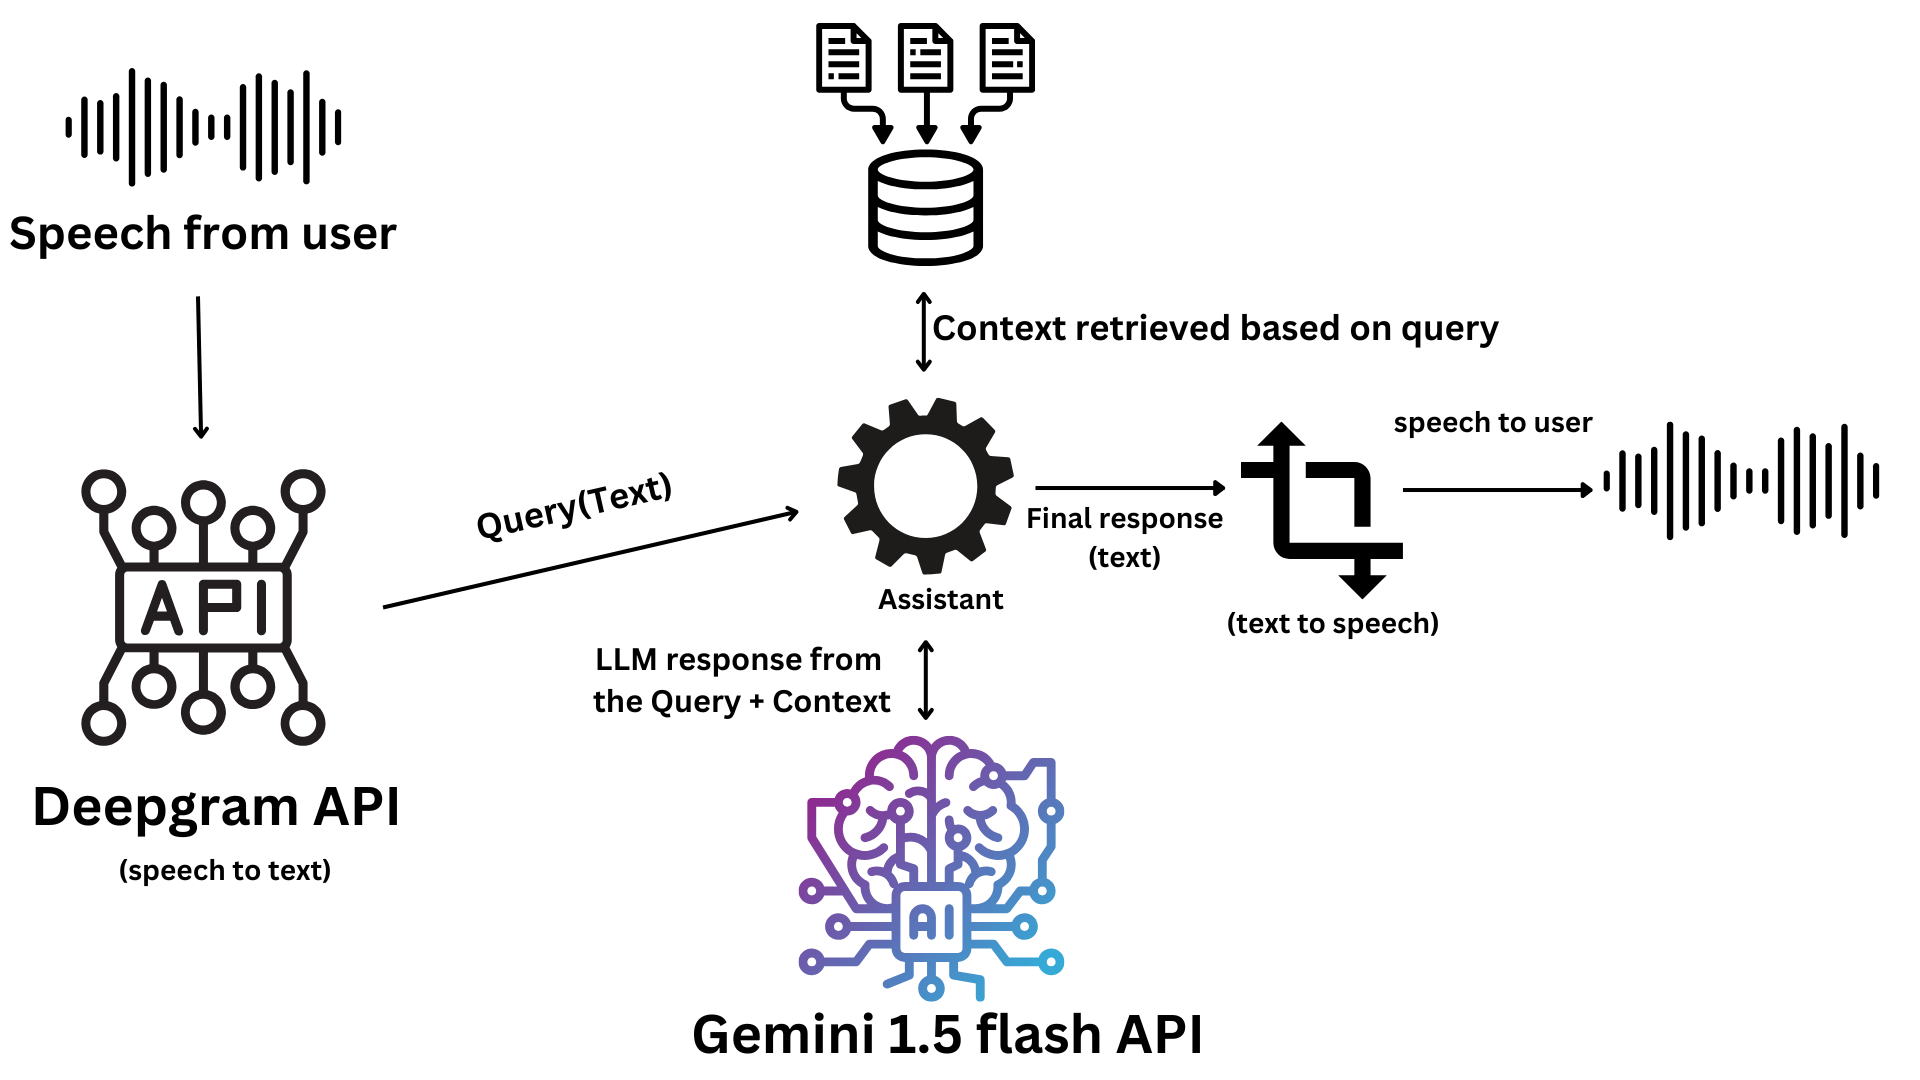 Speech from user
Context retrieved based on query
speech to user
Query(Text)
Final response
(text)
API
Assistant
(text to speech)
LLM response from
the Query + Context
Deepgram API
(speech to text)
AI
Gemini 1.5 flash API